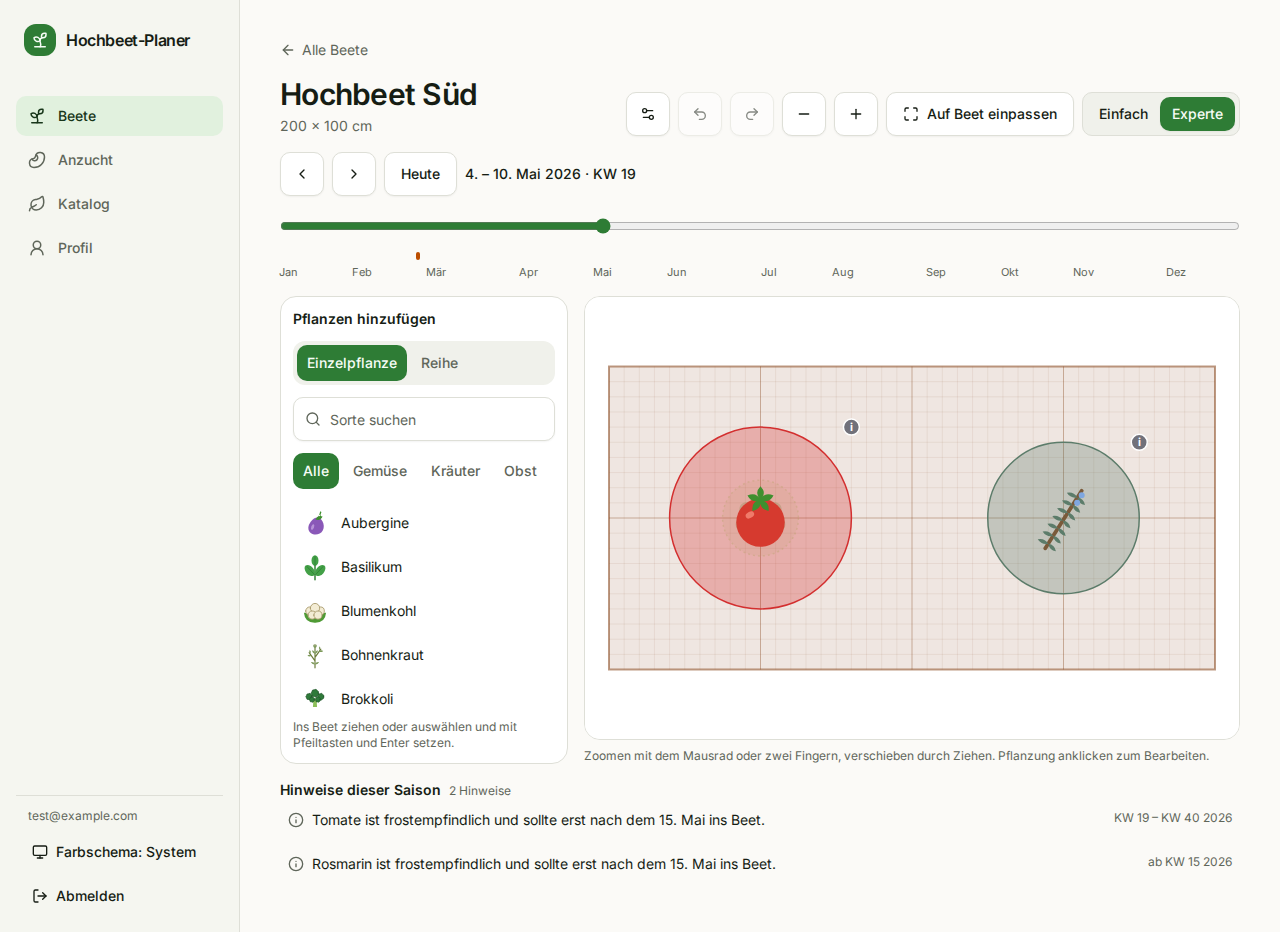 Hochbeet-Planer
Beete
Anzucht
Katalog
Profil
test@example.com
Farbschema: System
Abmelden
Alle Beete
Hochbeet Süd
200 × 100 cm
Auf Beet einpassen
Einfach
Experte
Heute
4. – 10. Mai 2026 · KW 19
Jan Feb Mär Apr Mai Jun Jul Aug Sep Okt Nov Dez
Pflanzen hinzufügen
Einzelpflanze Reihe
Sorte suchen
Alle Gemüse Kräuter Obst
Aubergine
Basilikum
Blumenkohl
Bohnenkraut
Brokkoli
Ins Beet ziehen oder auswählen und mit
Pfeiltasten und Enter setzen.
i
i
Zoomen mit dem Mausrad oder zwei Fingern, verschieben durch Ziehen. Pflanzung anklicken zum Bearbeiten.
Hinweise dieser Saison 2 Hinweise
Tomate ist frostempfindlich und sollte erst nach dem 15. Mai ins Beet. KW 19 – KW 40 2026
Rosmarin ist frostempfindlich und sollte erst nach dem 15. Mai ins Beet. ab KW 15 2026